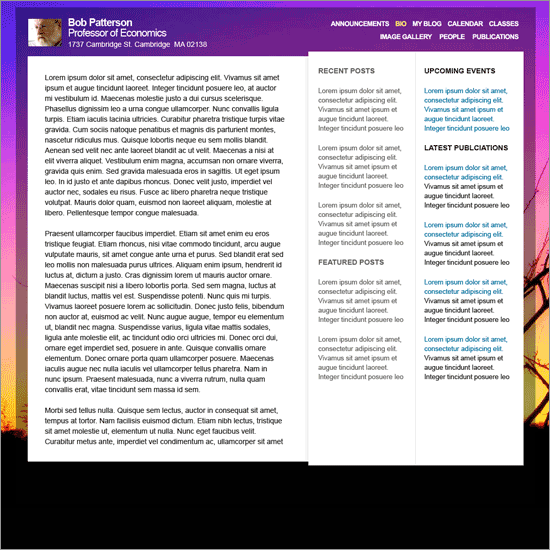 Bob Patterson
Professor of Economics
1737 Cambridge St. Cambridge MA 02138
ANNOUNCEMENTS BIO MY BLOG CALENDAR CLASSES
IMAGE GALLERY PEOPLE PUBLICATIONS
Lorem ipsum dolor sit amet, consectetur adipiscing elit. Vivamus sit amet
ipsum et augue tincidunt laoreet. Integer tincidunt posuere leo, at auctor
mi vestibulum id. Maecenas molestie justo a dui cursus scelerisque.
Phasellus dignissim leo a urna congue ullamcorper. Nunc convallis ligula
turpis. Etiam iaculis lacinia ultricies. Curabitur pharetra tristique turpis vitae
gravida. Cum sociis natoque penatibus et magnis dis parturient montes,
nascetur ridiculus mus. Quisque lobortis neque eu sem mollis blandit.
Aenean sed velit nec ante laoreet blandit ac ut velit. Maecenas a nisi at
elit viverra aliquet. Vestibulum enim magna, accumsan non ornare viverra,
gravida quis enim. Sed gravida malesuada eros in sagittis. Ut eget ipsum
leo. In id justo et ante dapibus rhoncus. Donec velit justo, imperdiet vel
auctor nec, sodales eu risus. Fusce ac libero pharetra neque tristique
volutpat. Mauris dolor quam, euismod non laoreet aliquam, molestie at
libero. Pellentesque tempor congue malesuada.
Praesent ullamcorper faucibus imperdiet. Etiam sit amet enim eu eros
tristique feugiat. Etiam rhoncus, nisi vitae commodo tincidunt, arcu augue
vulputate mauris, sit amet congue ante urna et purus. Sed blandit erat sed
leo mollis non malesuada purus ultrices. Aliquam enim ipsum, hendrerit id
luctus at, dictum a justo. Cras dignissim lorem ut mauris auctor ornare.
Maecenas suscipit nisi a libero lobortis porta. Sed sem magna, luctus at
blandit luctus, mattis vel est. Suspendisse potenti. Nunc quis mi turpis.
Vivamus laoreet posuere lorem ac sollicitudin. Donec justo felis, bibendum
non auctor at, euismod ac velit. Nunc augue augue, tempor eu elementum
ut, blandit nec magna. Suspendisse varius, ligula vitae mattis sodales,
ligula ante molestie elit, ac tincidunt odio orci ultricies mi. Donec orci dui,
ornare eget imperdiet sed, posuere in ante. Quisque convallis ornare
elementum. Donec ornare porta quam ullamcorper posuere. Maecenas
iaculis augue nec nulla iaculis vel ullamcorper tellus pharetra. Nam in
nunc ipsum. Praesent malesuada, nunc a viverra rutrum, nulla quam
convallis erat, vitae tincidunt sem massa id sem.
Morbi sed tellus nulla. Quisque sem lectus, auctor in consequat sit amet,
tempus at tortor. Nam facilisis euismod dictum. Etiam nibh lectus, tristique
sit amet molestie ut, elementum ut nulla. Nunc eget faucibus velit.
Curabitur metus ante, imperdiet vel condimentum ac, ullamcorper sit amet
RECENT POSTS
Lorem ipsum dolor sit amet,
consectetur adipiscing elit.
Vivamus sit amet ipsum et
augue tincidunt laoreet.
Integer tincidunt posuere leo
Lorem ipsum dolor sit amet,
consectetur adipiscing elit.
Vivamus sit amet ipsum et
augue tincidunt laoreet.
Integer tincidunt posuere leo
Lorem ipsum dolor sit amet,
consectetur adipiscing elit.
Vivamus sit amet ipsum et
augue tincidunt laoreet.
Integer tincidunt posuere leo
FEATURED POSTS
Lorem ipsum dolor sit amet,
consectetur adipiscing elit.
Vivamus sit amet ipsum et
augue tincidunt laoreet.
Integer tincidunt posuere leo
Lorem ipsum dolor sit amet,
consectetur adipiscing elit.
Vivamus sit amet ipsum et
augue tincidunt laoreet.
Integer tincidunt posuere leo
UPCOMING EVENTS
Lorem ipsum dolor sit amet,
consectetur adipiscing elit.
Vivamus sit amet ipsum et
augue tincidunt laoreet.
Integer tincidunt posuere leo
LATEST PUBLCIATIONS
Lorem ipsum dolor sit amet,
consectetur adipiscing elit.
Vivamus sit amet ipsum et
augue tincidunt laoreet.
Integer tincidunt posuere leo
Lorem ipsum dolor sit amet,
consectetur adipiscing elit.
Vivamus sit amet ipsum et
augue tincidunt laoreet.
Integer tincidunt posuere leo
Lorem ipsum dolor sit amet,
consectetur adipiscing elit.
Vivamus sit amet ipsum et
augue tincidunt laoreet.
Integer tincidunt posuere leo
Lorem ipsum dolor sit amet,
consectetur adipiscing elit.
Vivamus sit amet ipsum et
augue tincidunt laoreet.
Integer tincidunt posuere leo